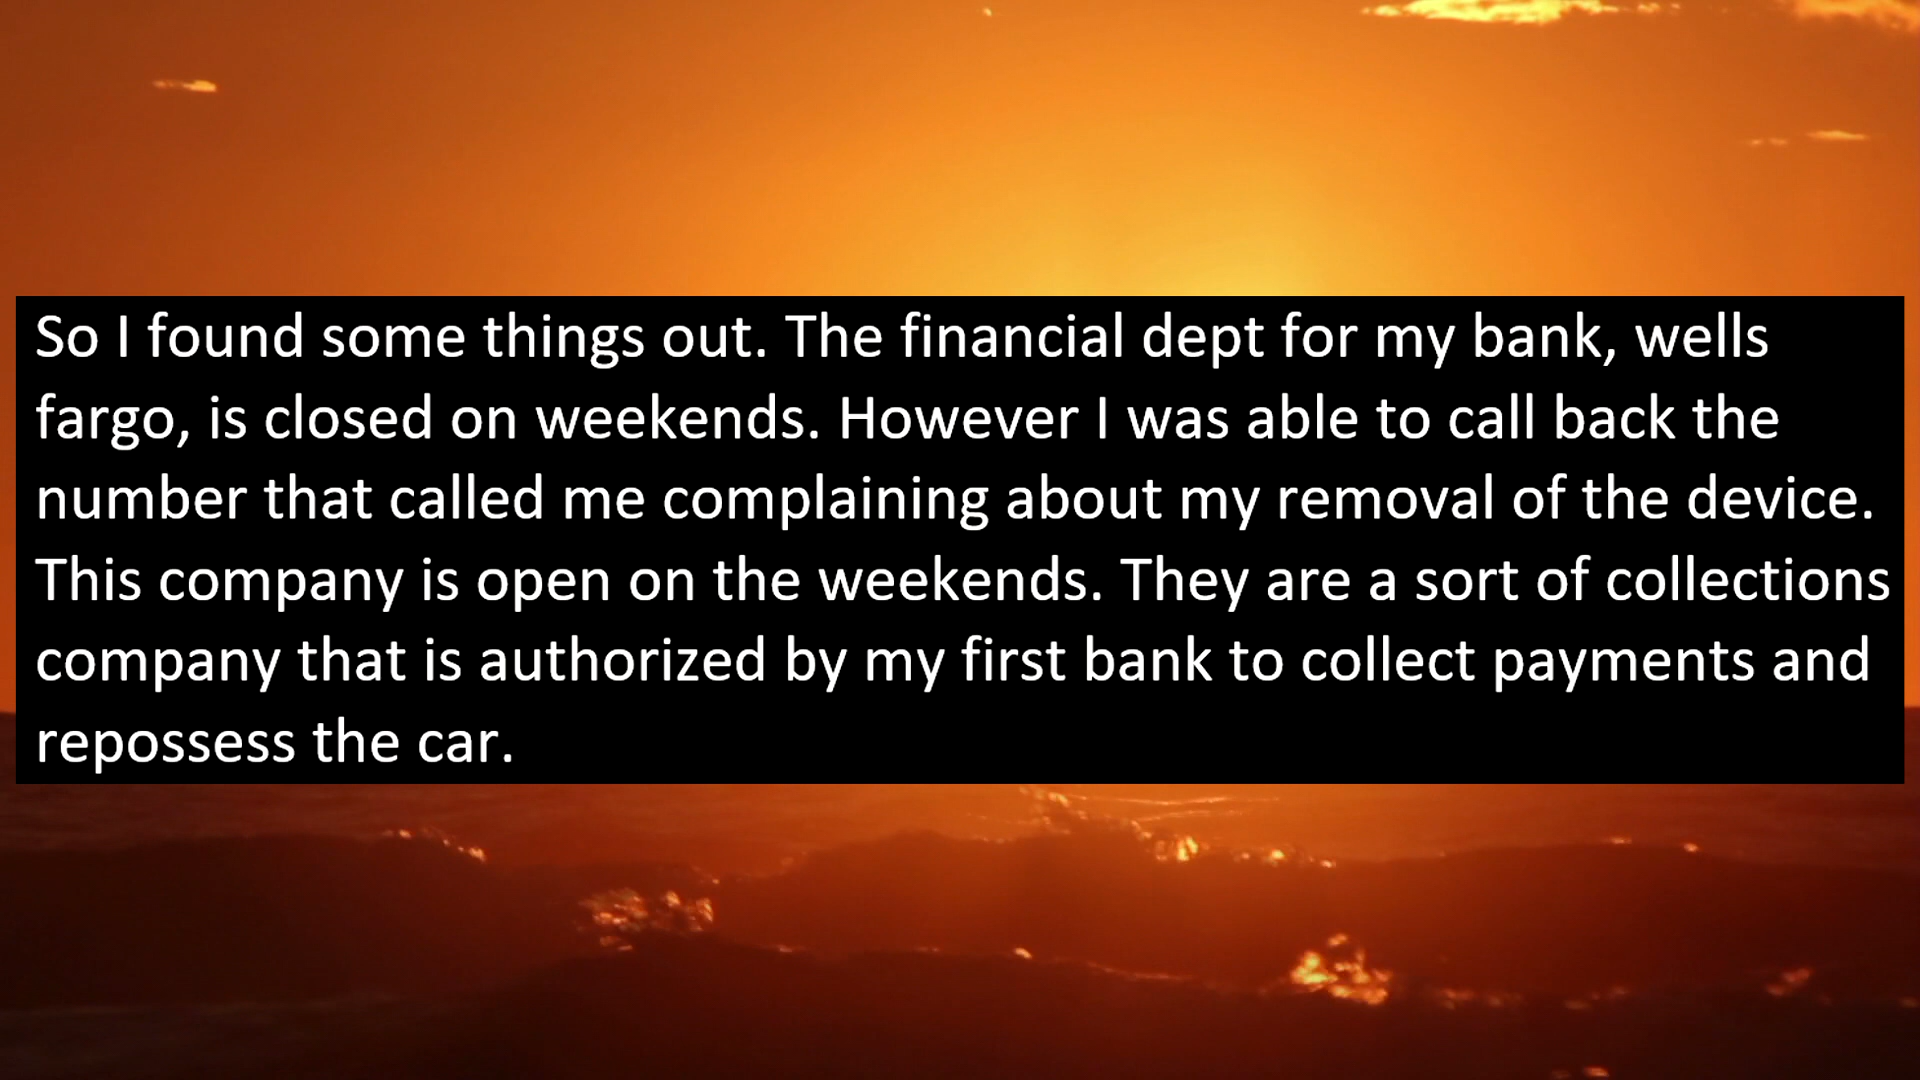 So I found some things out. The financial dept for my bank, wells
fargo, is closed on weekends. However I was able to call back the
number that called me complaining about my removal of the device.
This company is open on the weekends. They are a sort of collections
company that is authorized by my first bank to collect payments and
repossess the car.